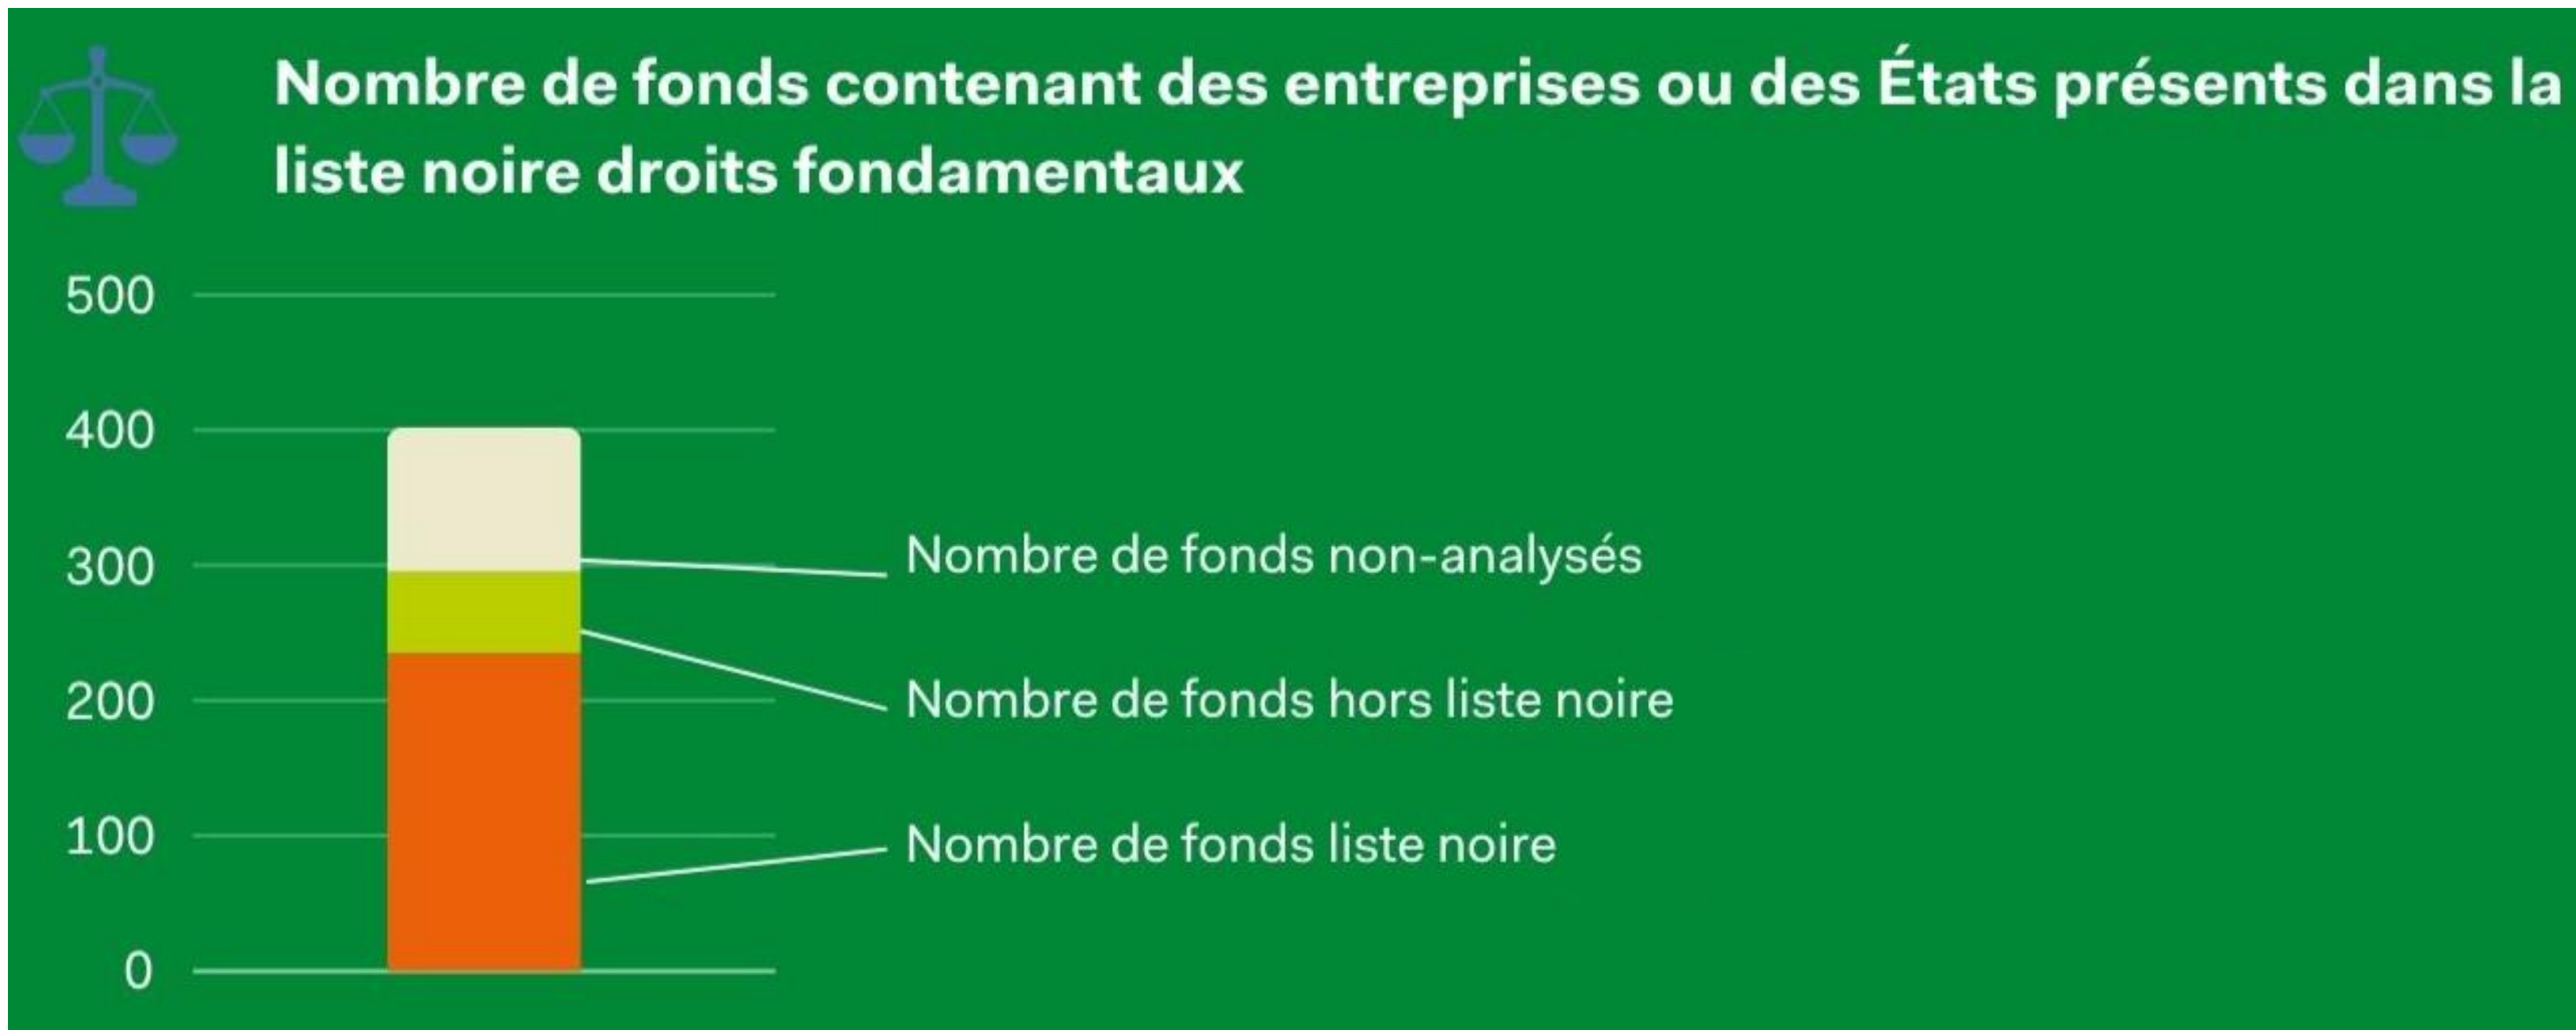 Nombre de fonds contenant des entreprises ou des États présents dans la
liste noire droits fondamentaux
500
400
300
Nombre de fonds non-analysés
200
Nombre de fonds hors liste noire
100
Nombre de fonds liste noire
0